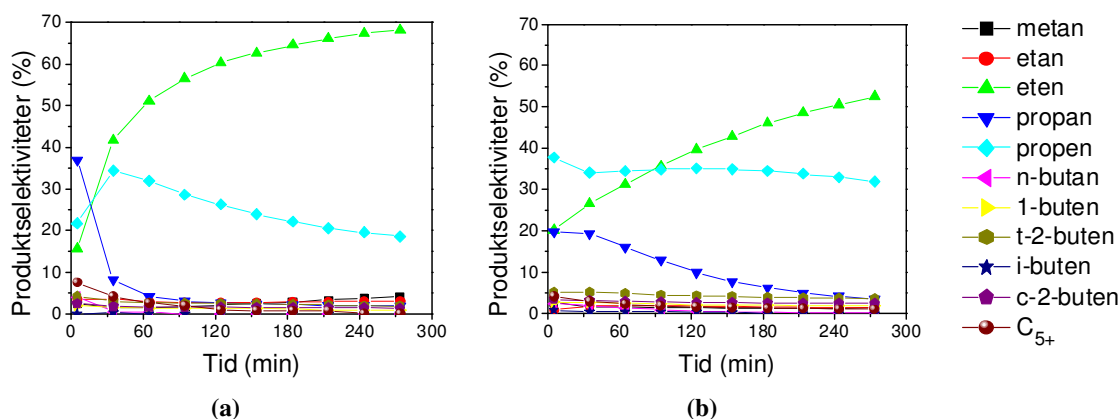 Produktselektiviteter (%)
70
60
50
40
30
20
10
0
0 60 120 180 240 300
Tid (min)
(a)
Produktselektiviteter (%)
70
60
50
40
30
20
10
0
0 60 120 180 240 300
Tid (min)
(b)
metan
etan
eten
propan
propen
n-butan
1-buten
t-2-buten
i-buten
c-2-buten
C5+